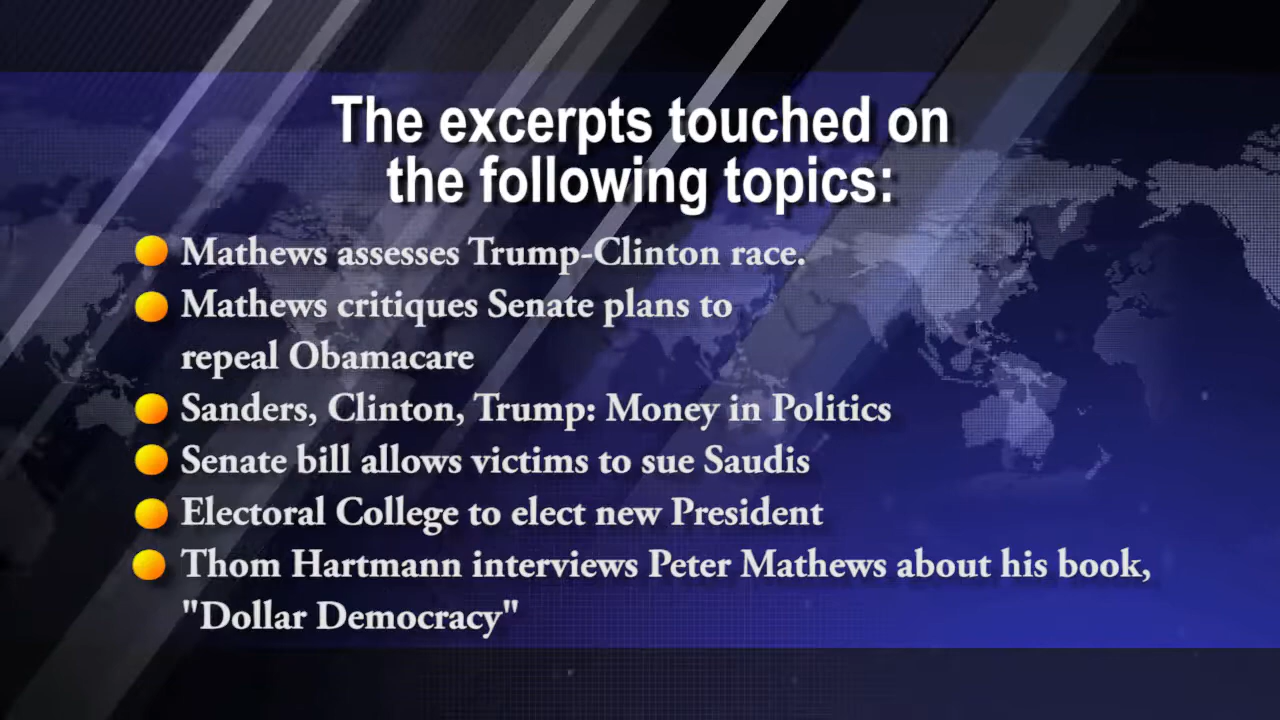 The excerpts touched on
the following topics:
Mathews assesses Trump-Clinton race.
Mathews critiques Senate plans to
repeal Obamacare
Sanders, Clinton, Trump: Money in Politics
Senate bill allows victims to sue Saudis
Electoral College to elect new President
Thom Hartmann interviews Peter Mathews about his book,
"Dollar Democracy"